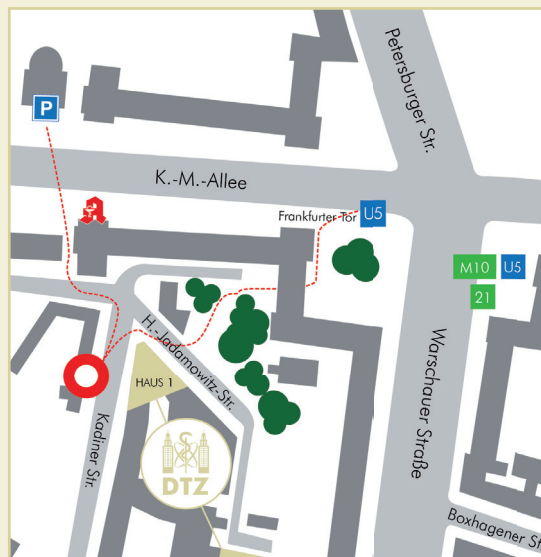 Petersburger Str.
P
K.-M.-Allee
Frankfurter Tor U5
M10 U5
21
H.-Jadamowitz-Str.
Warschauer Straße
HAUS 1
Kadiner Str.
DTZ
Boxhagener St